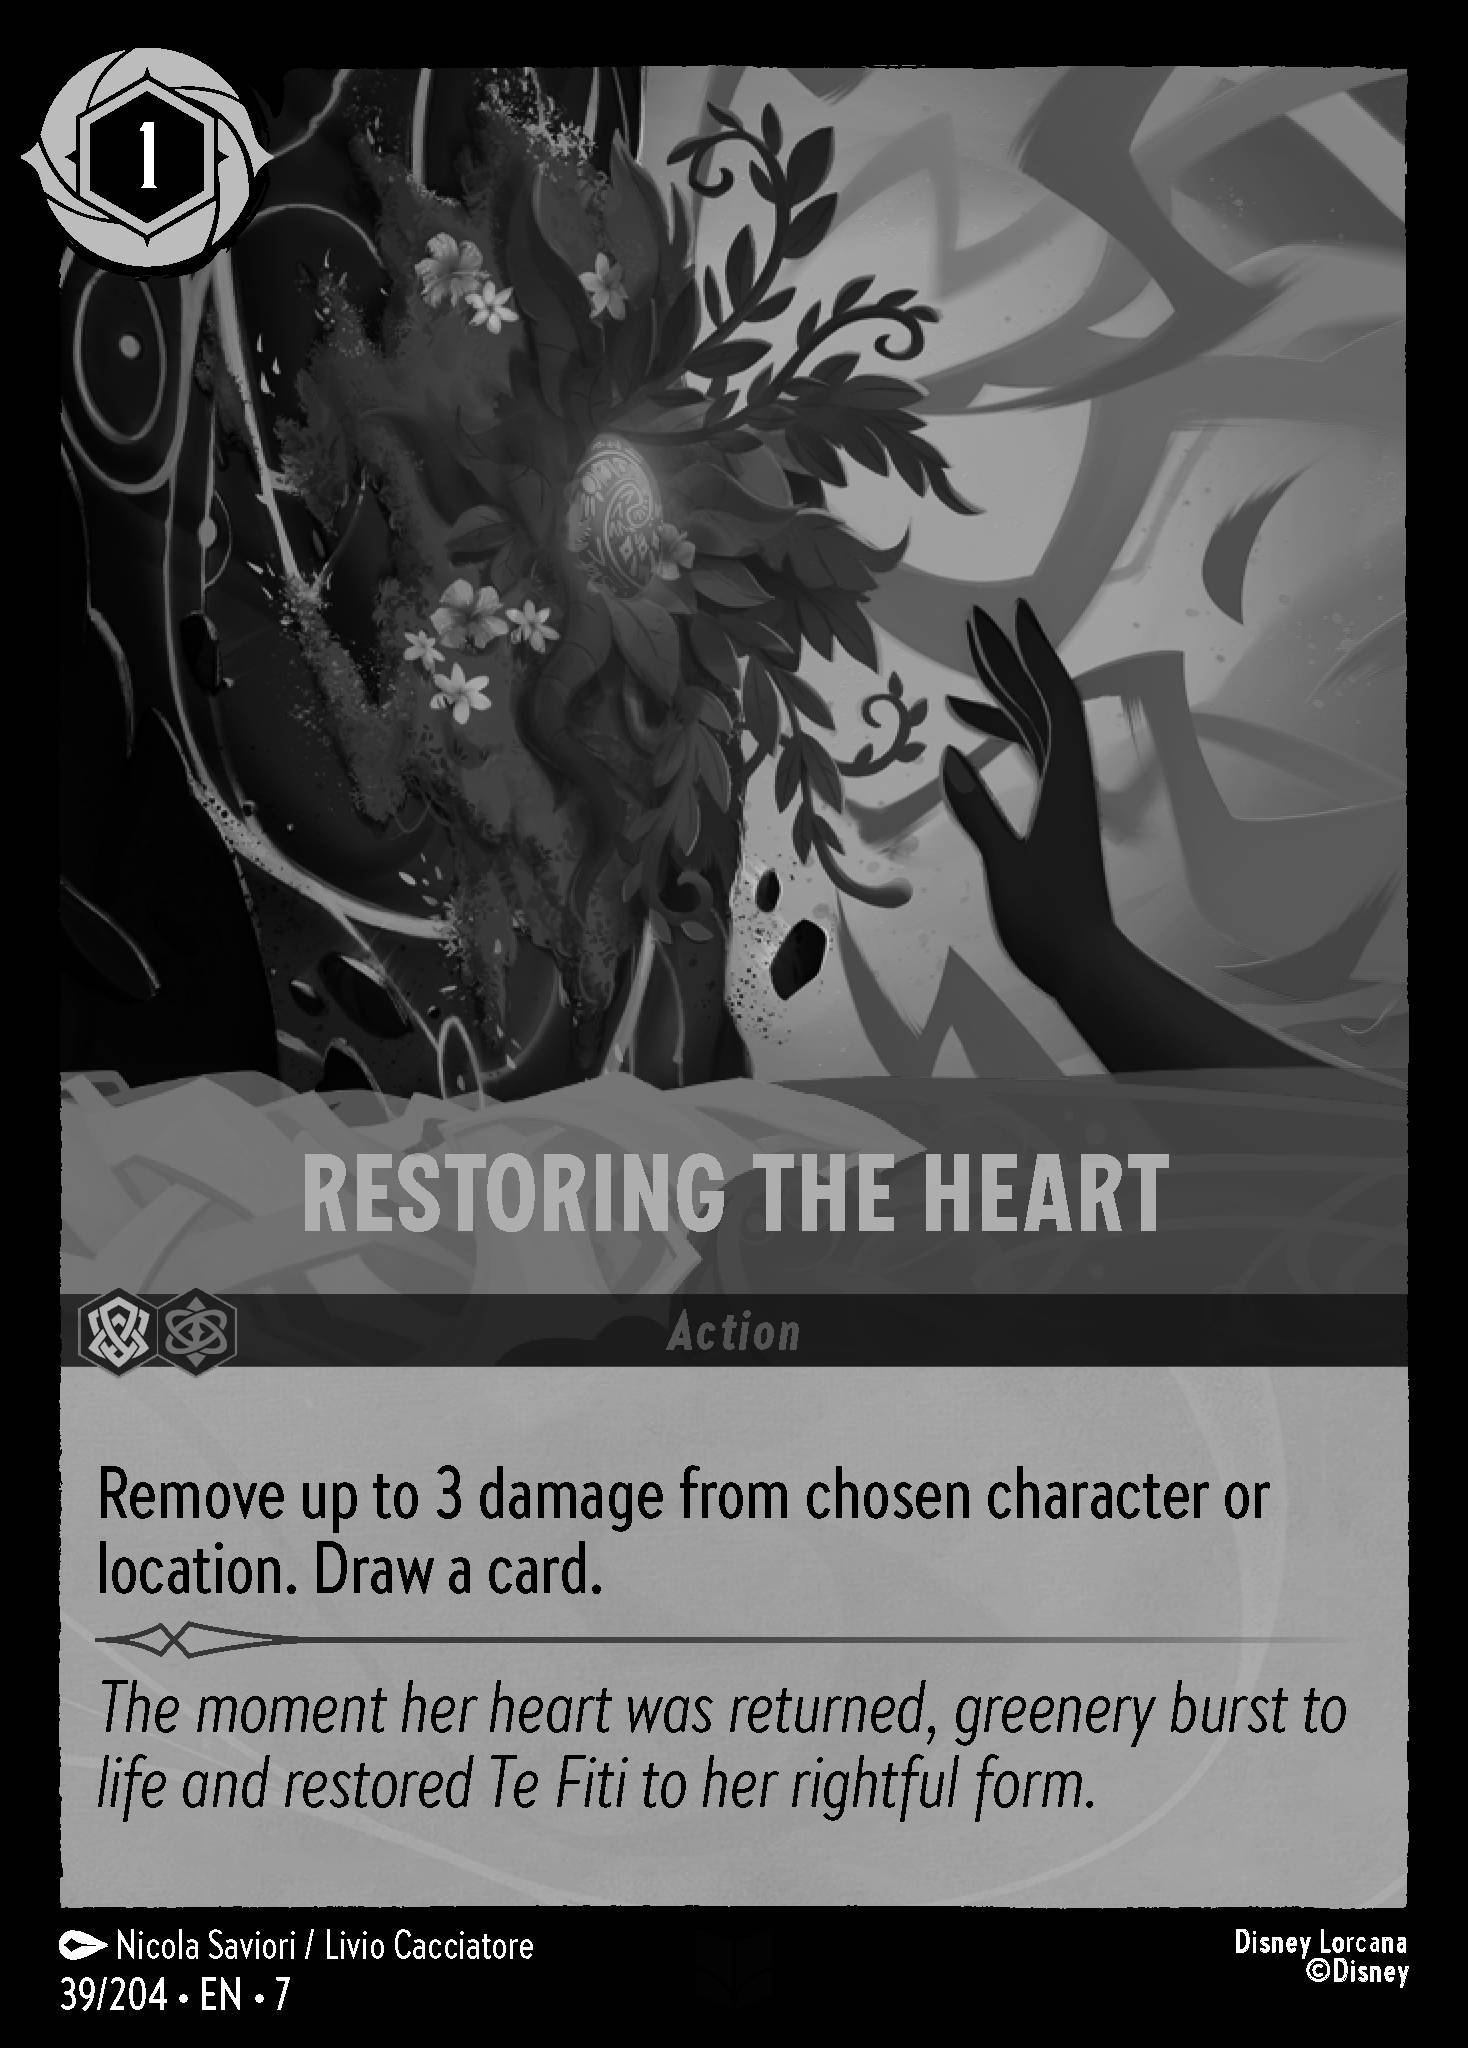 1
RESTORING THE HEART
Action
Remove up to 3 damage from chosen character or
location. Draw a card.
The moment her heart was returned, greenery burst to
life and restored Te Fiti to her rightful form.
Nicola Saviori / Livio Cacciatore
39/204 • EN • 7
Disney Lorcana
©Disney